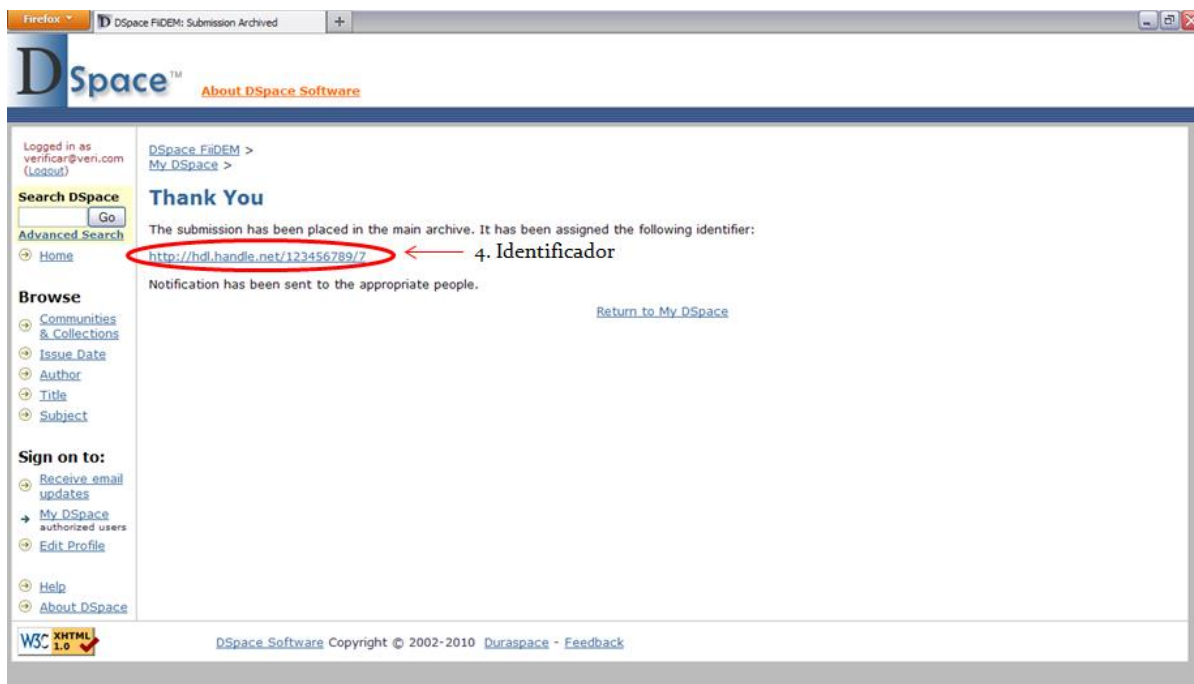 Firefox
DSpace FiiDEM: Submission Archived
DSpace™
About DSpace Software
Logged in as
verificar@veri.com
(Logout)
Search DSpace
Go
Advanced Search
Home
Browse
Communities
& Collections
Issue Date
Author
Title
Subject
Sign on to:
Receive email
updates
My DSpace
authorized users
Edit Profile
Help
About DSpace
DSpace FiiDEM >
My DSpace >
Thank You
The submission has been placed in the main archive. It has been assigned the following identifier:
http://hdl.handle.net/123456789/7
4. Identificador
Notification has been sent to the appropriate people.
Return to My DSpace
W3C XHTML 1.0
DSpace Software Copyright © 2002-2010 Duraspace - Feedback